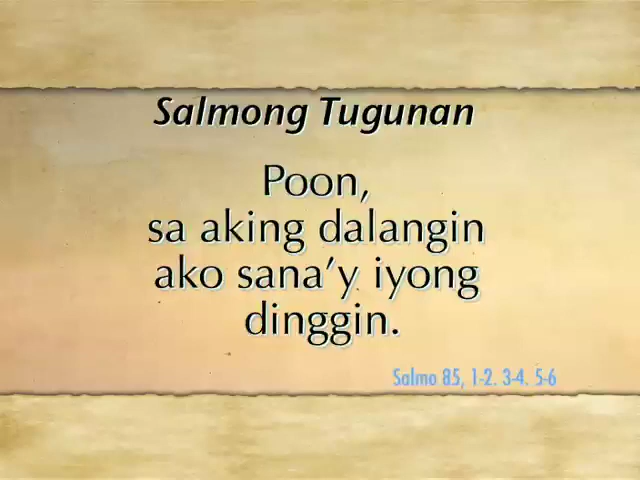 Salmong Tugunan
Poon,
sa aking dalangin
ako sana'y iyong
dinggin.
Salmo 85, 1-2. 3-4. 5-6